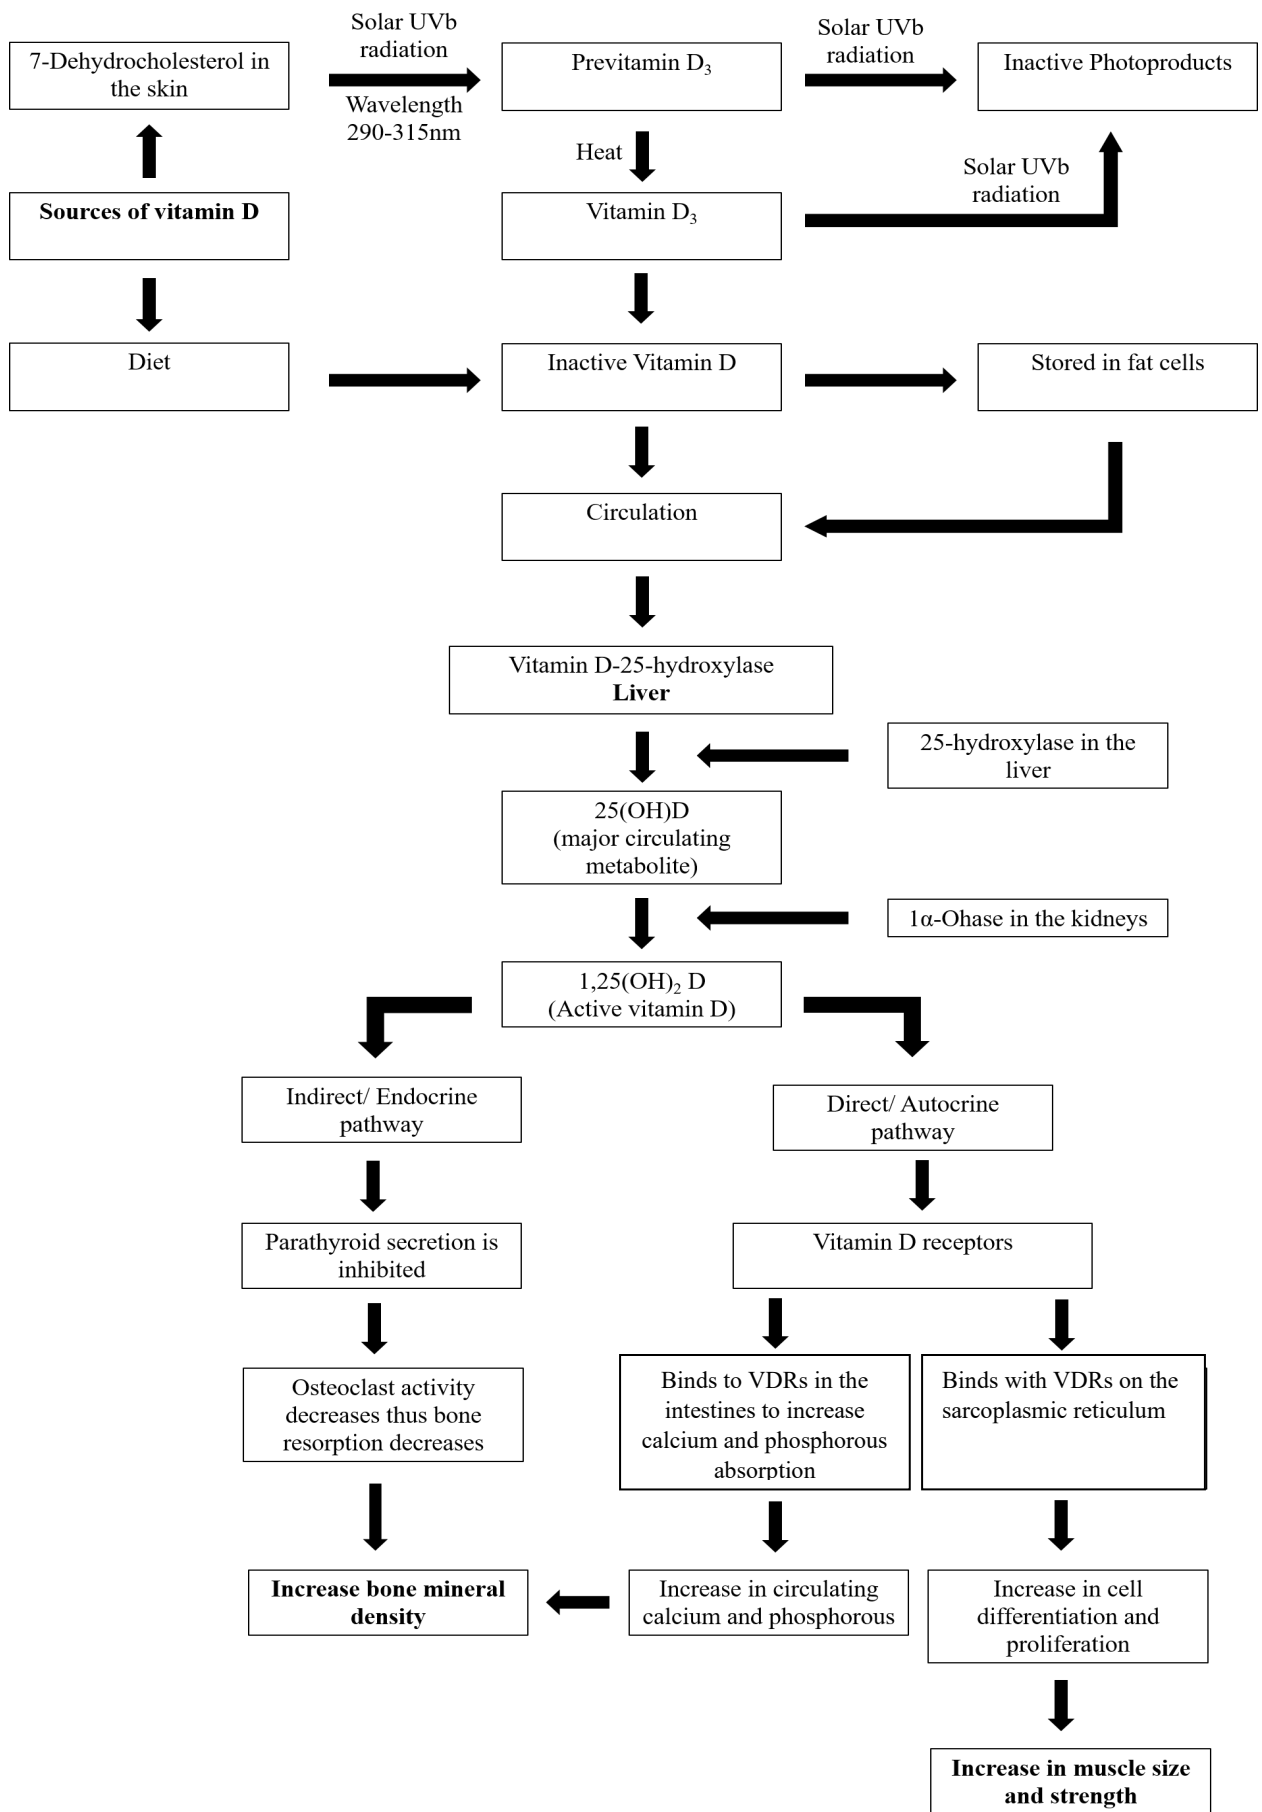 7-Dehydrocholesterol in
the skin
Solar UVb
radiation
Wavelength
290-315nm
Previtamin D₃
Solar UVb
radiation
Inactive Photoproducts
Heat
Sources of vitamin D
Vitamin D₃
Solar UVb
radiation
Diet
Inactive Vitamin D
Stored in fat cells
Circulation
Vitamin D-25-hydroxylase
Liver
25-hydroxylase in the
liver
25(OH)D
(major circulating
metabolite)
1α-Ohase in the kidneys
1,25(OH)₂ D
(Active vitamin D)
Indirect/ Endocrine
pathway
Direct/ Autocrine
pathway
Parathyroid secretion is
inhibited
Vitamin D receptors
Osteoclast activity
decreases thus bone
resorption decreases
Binds to VDRs in the
intestines to increase
calcium and phosphorous
absorption
Binds with VDRs on the
sarcoplasmic reticulum
Increase bone mineral
density
Increase in circulating
calcium and phosphorous
Increase in cell
differentiation and
proliferation
Increase in muscle size
and strength